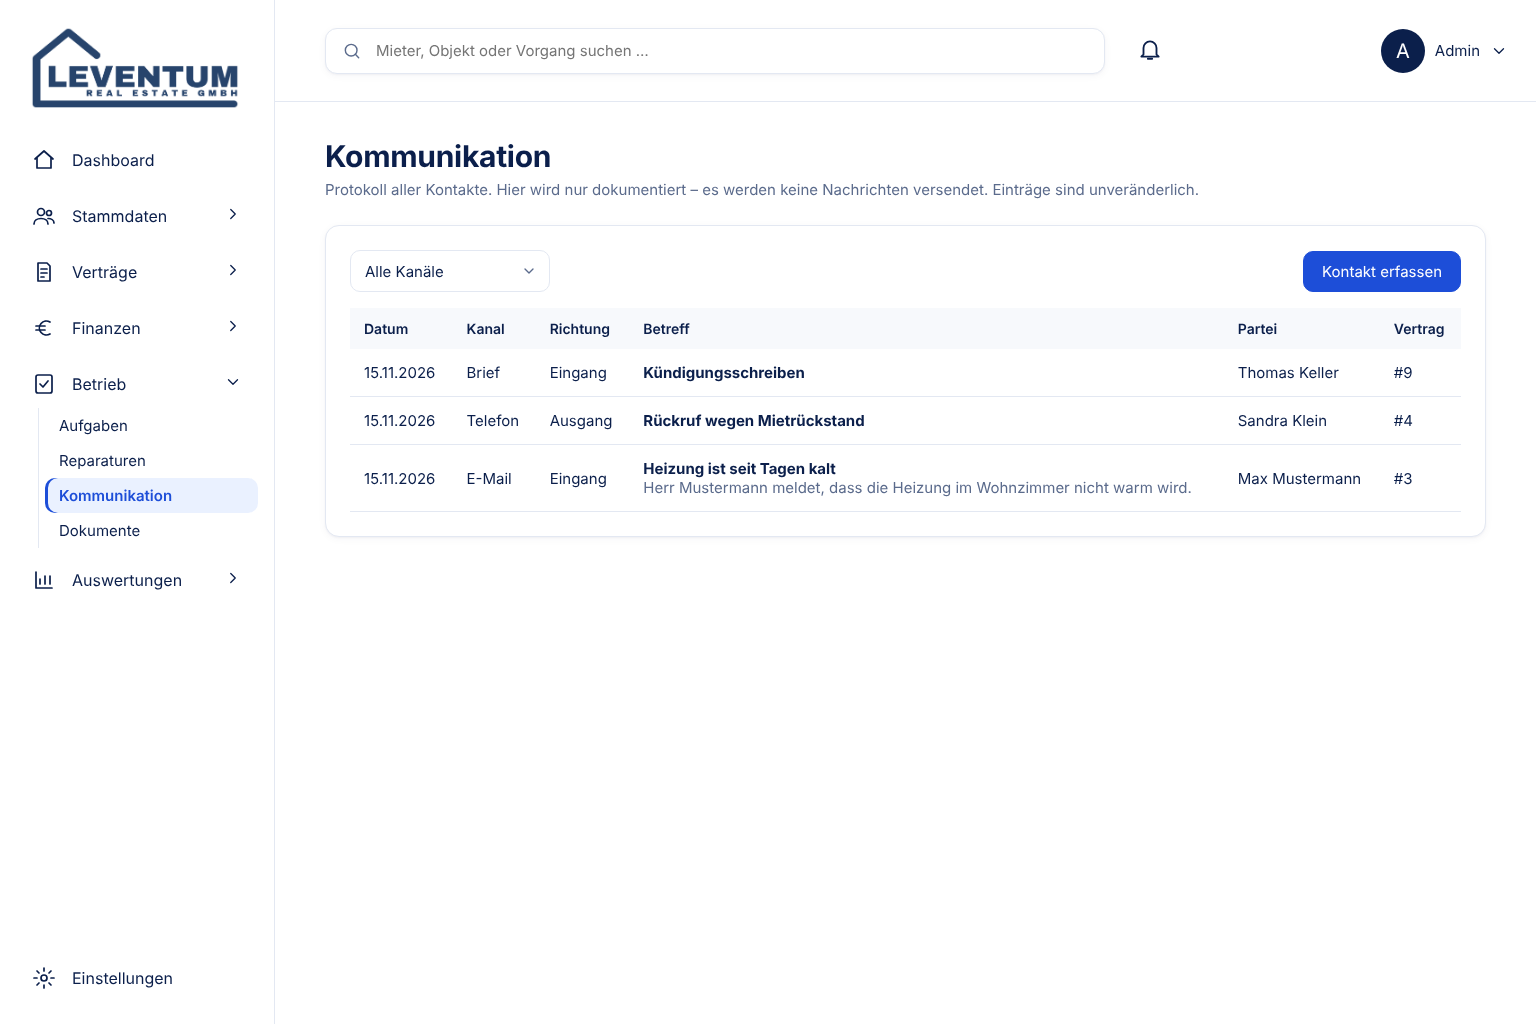 LEVENTUM
REAL ESTATE GMBH
Mieter, Objekt oder Vorgang suchen ...
A
Admin
Dashboard
Stammdaten
Verträge
Finanzen
Betrieb
Aufgaben
Reparaturen
Kommunikation
Dokumente
Auswertungen
Einstellungen
Kommunikation
Protokoll aller Kontakte. Hier wird nur dokumentiert – es werden keine Nachrichten versendet. Einträge sind unveränderlich.
Alle Kanäle
Kontakt erfassen
Datum Kanal Richtung Betreff Partei Vertrag
15.11.2026 Brief Eingang Kündigungsschreiben Thomas Keller #9
15.11.2026 Telefon Ausgang Rückruf wegen Mietrückstand Sandra Klein #4
15.11.2026 E-Mail Eingang Heizung ist seit Tagen kalt Max Mustermann #3
Herr Mustermann meldet, dass die Heizung im Wohnzimmer nicht warm wird.